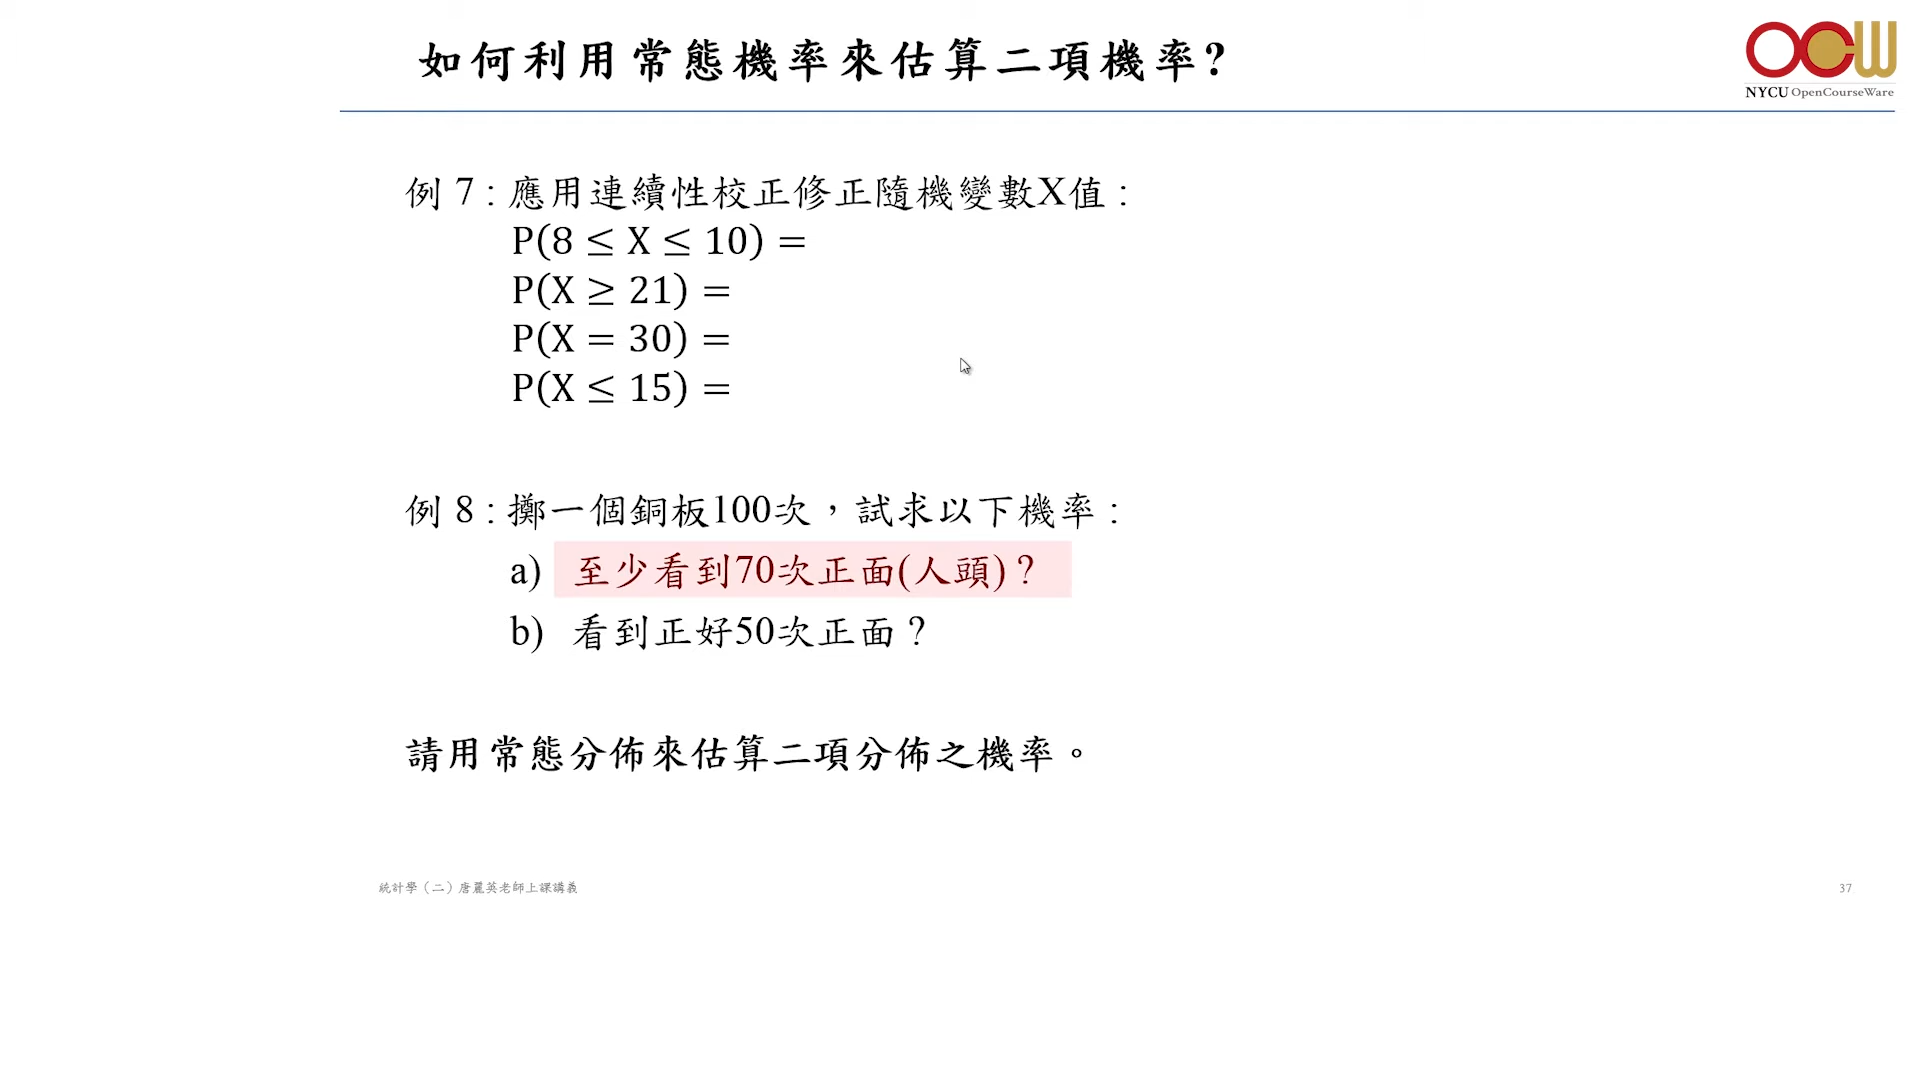 如何利用常態機率來估算二項機率?
OCW
NYCU OpenCourseWare
例 7 : 應用連續性校正修正隨機變數X值 :
P(8 ≤ X ≤ 10) =
P(X ≥ 21) =
P(X = 30) =
P(X ≤ 15) =
例 8 : 擲一個銅板100次，試求以下機率 :
a) 至少看到70次正面(人頭)？
b) 看到正好50次正面？
請用常態分佈來估算二項分佈之機率。
統計學（二）唐麗英老師上課講義
37